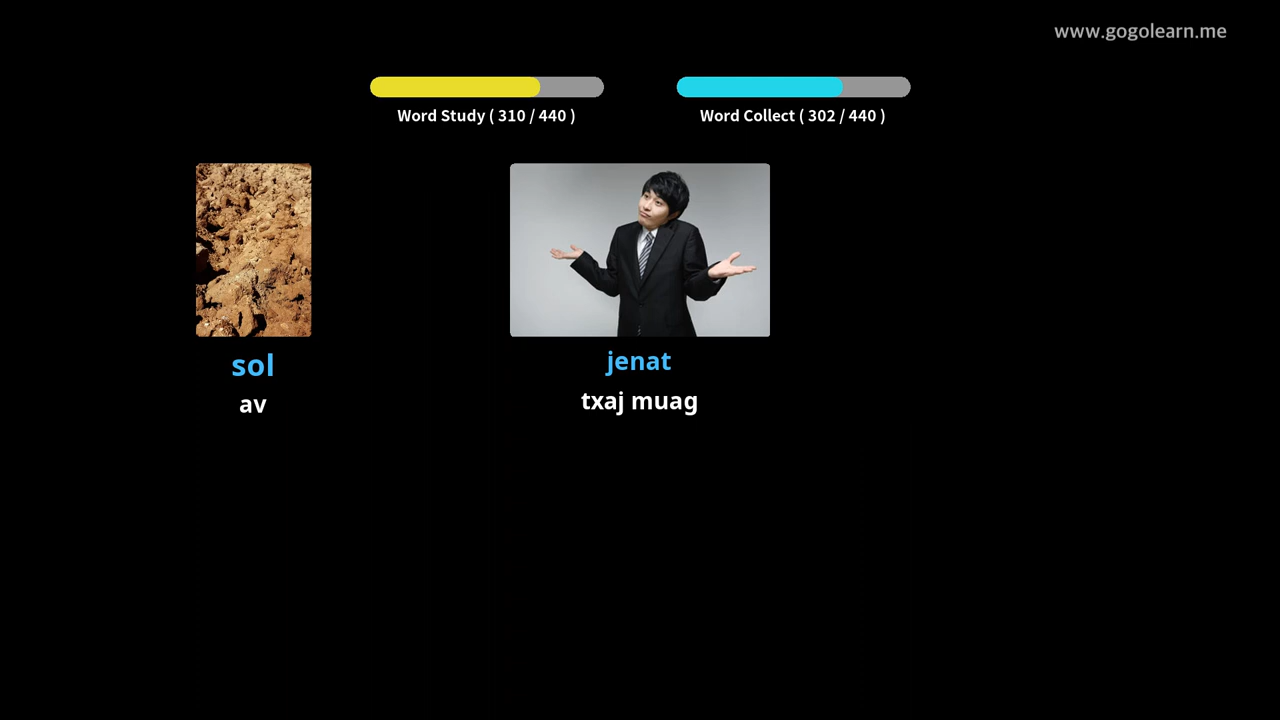 www.gogolearn.me
Word Study ( 310 / 440 )
Word Collect ( 302 / 440 )
sol
av
jenat
txaj muag